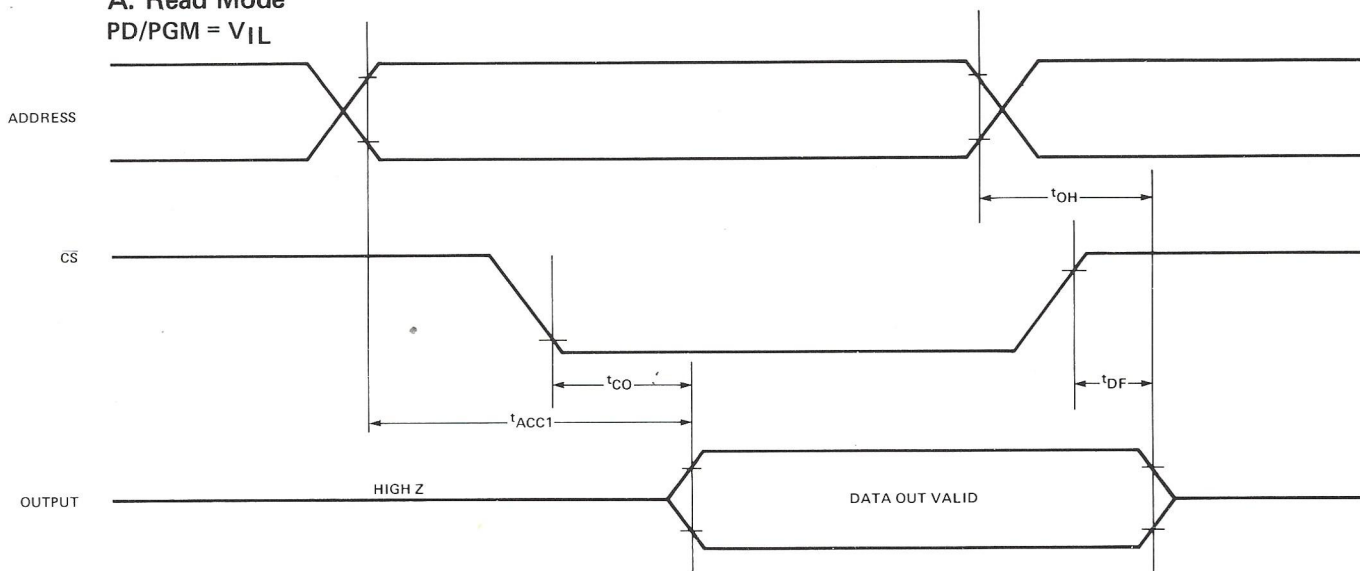 A. Read Mode
PD/PGM = VIL
ADDRESS
tOH
CS
tCO
tDF
tACC1
HIGH Z
OUTPUT
DATA OUT VALID